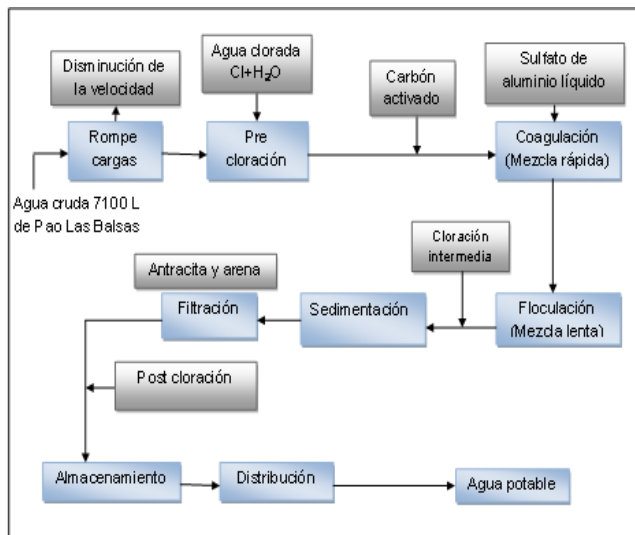 Disminución de
la velocidad
Agua clorada
Cl+H₂O
Carbón
activado
Sulfato de
aluminio líquido
Rompe
cargas
Pre
cloración
Coagulación
(Mezcla rápida)
Agua cruda 7100 L
de Pao Las Balsas
Cloración
intermedia
Antracita y arena
Filtración
Sedimentación
Floculación
(Mezcla lenta)
Post cloración
Almacenamiento
Distribución
Agua potable